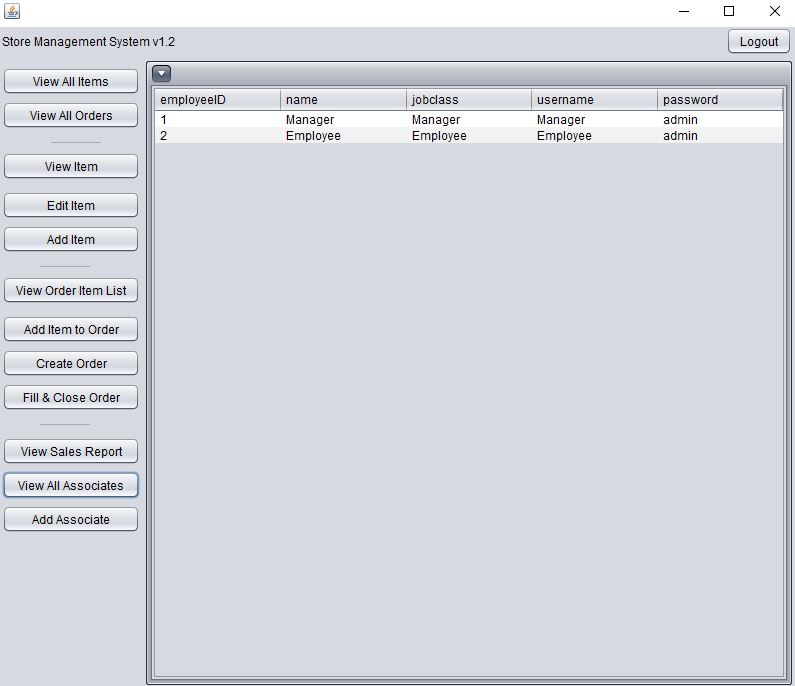 Store Management System v1.2
Logout
View All Items
View All Orders
View Item
Edit Item
Add Item
View Order Item List
Add Item to Order
Create Order
Fill & Close Order
View Sales Report
View All Associates
Add Associate
employeeID name jobclass username password
1 Manager Manager Manager admin
2 Employee Employee Employee admin